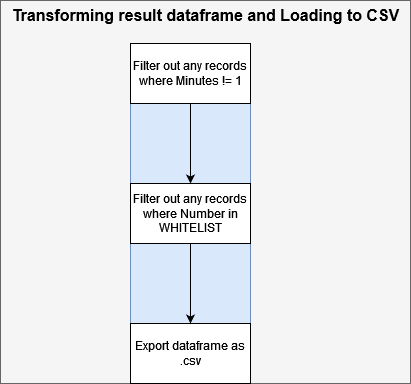 Transforming result dataframe and Loading to CSV
Filter out any records
where Minutes != 1
Filter out any records
where Number in
WHITELIST
Export dataframe as
.csv